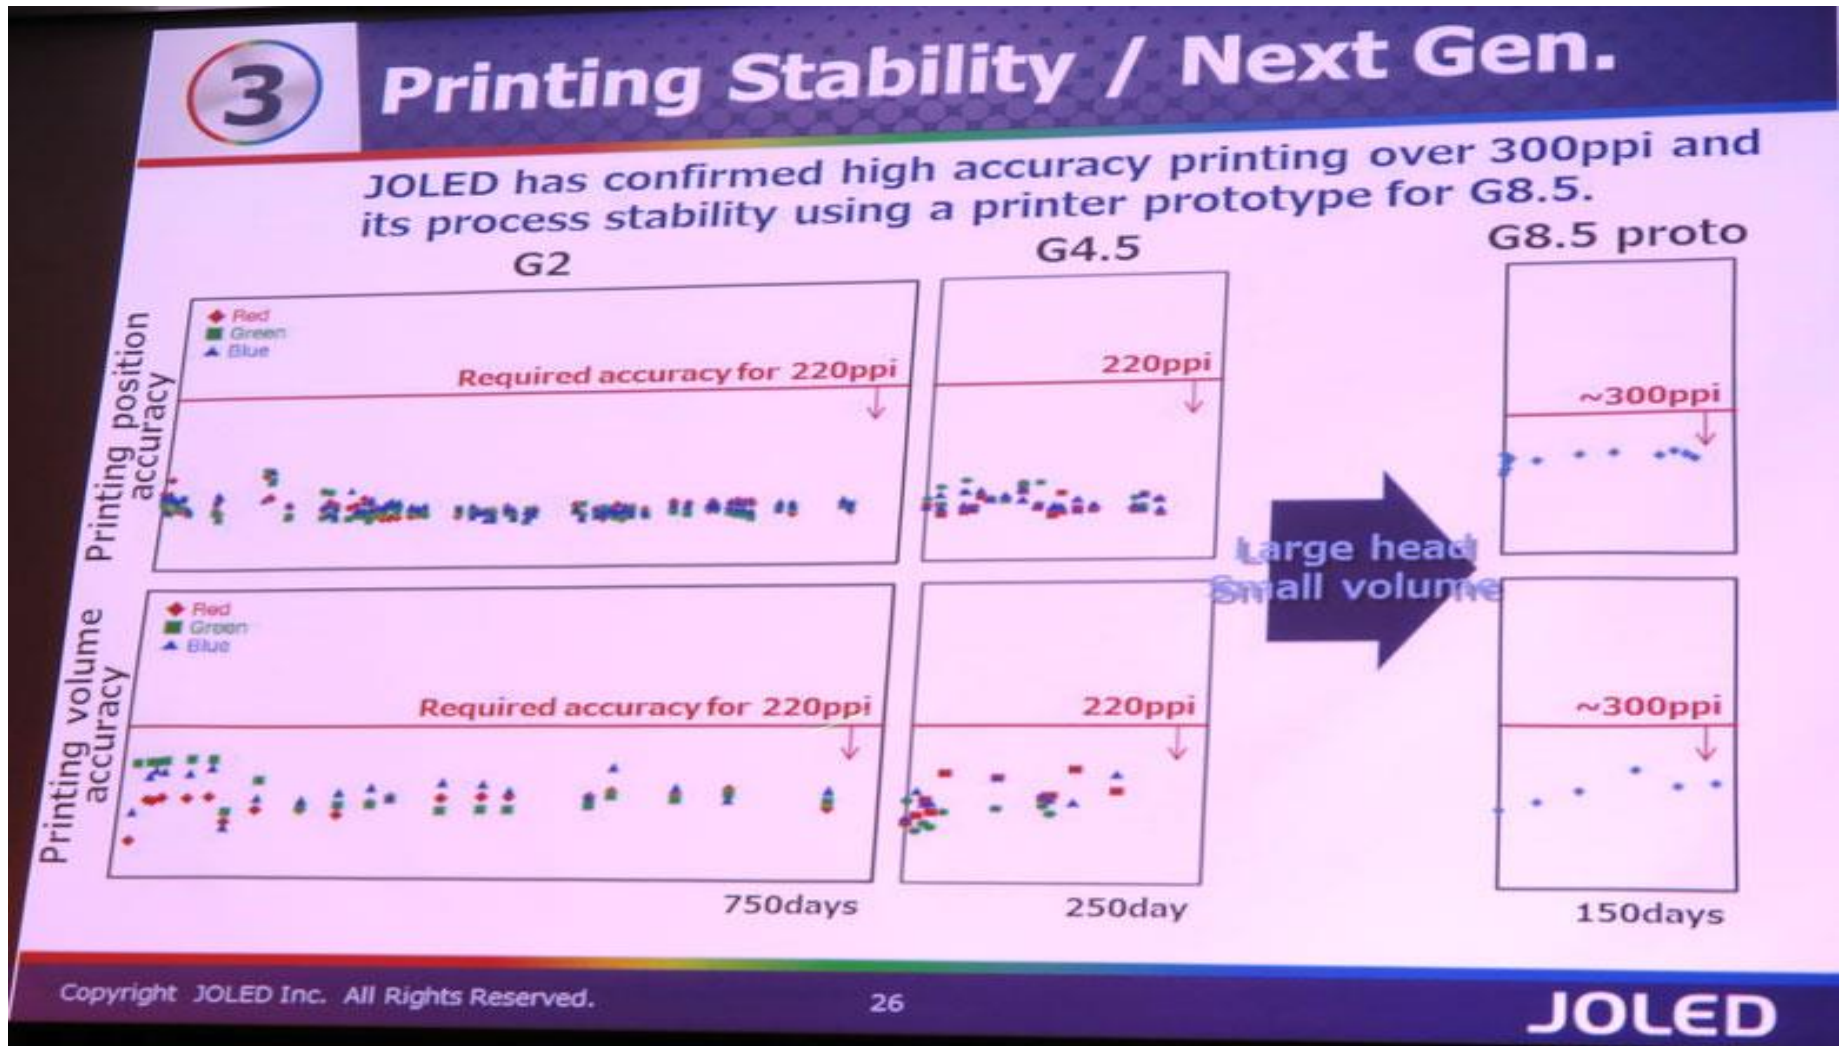 3
Printing Stability / Next Gen.
JOLED has confirmed high accuracy printing over 300ppi and
its process stability using a printer prototype for G8.5.
G2
G4.5
G8.5 proto
Printing position
accuracy
Red
Green
Blue
Required accuracy for 220ppi
220ppi
~300ppi
Large head
Small volume
Printing volume
accuracy
Red
Green
Blue
Required accuracy for 220ppi
220ppi
~300ppi
750days
250day
150days
Copyright JOLED Inc. All Rights Reserved.
26
JOLED